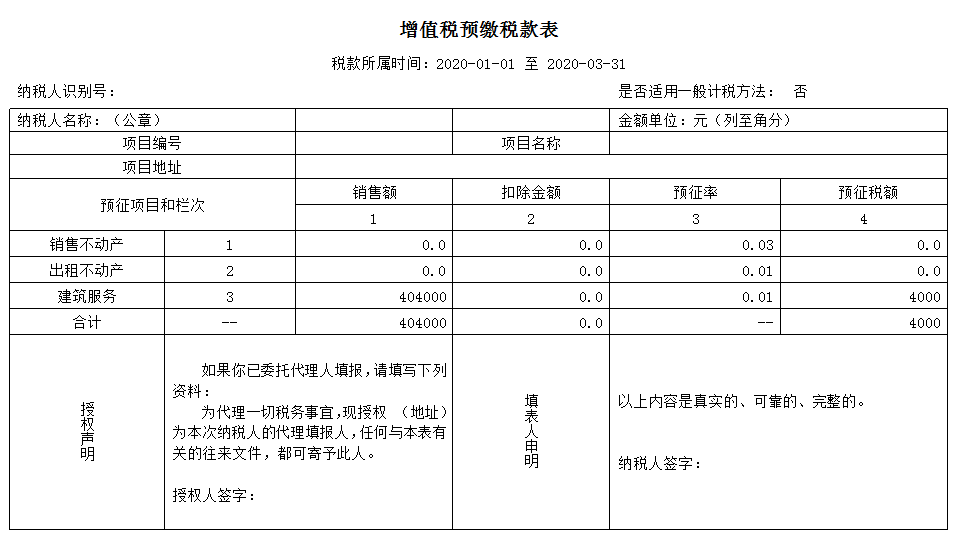 增值税预缴税款表
税款所属时间：2020-01-01 至 2020-03-31
纳税人识别号： 是否适用一般计税方法： 否
纳税人名称：（公章） 金额单位：元（列至角分）
项目编号 项目名称
项目地址
预征项目和栏次 销售额 扣除金额 预征率 预征税额
1 2 3 4
销售不动产 1 0.0 0.0 0.03 0.0
出租不动产 2 0.0 0.0 0.01 0.0
建筑服务 3 404000 0.0 0.01 4000
合计 -- 404000 0.0 -- 4000
授权声明
如果你已委托代理人填报，请填写下列
资料：
为代理一切税务事宜，现授权 （地址）
为本次纳税人的代理填报人，任何与本表有
关的往来文件，都可寄予此人。
授权人签字：
填表人申明
以上内容是真实的、可靠的、完整的。
纳税人签字：